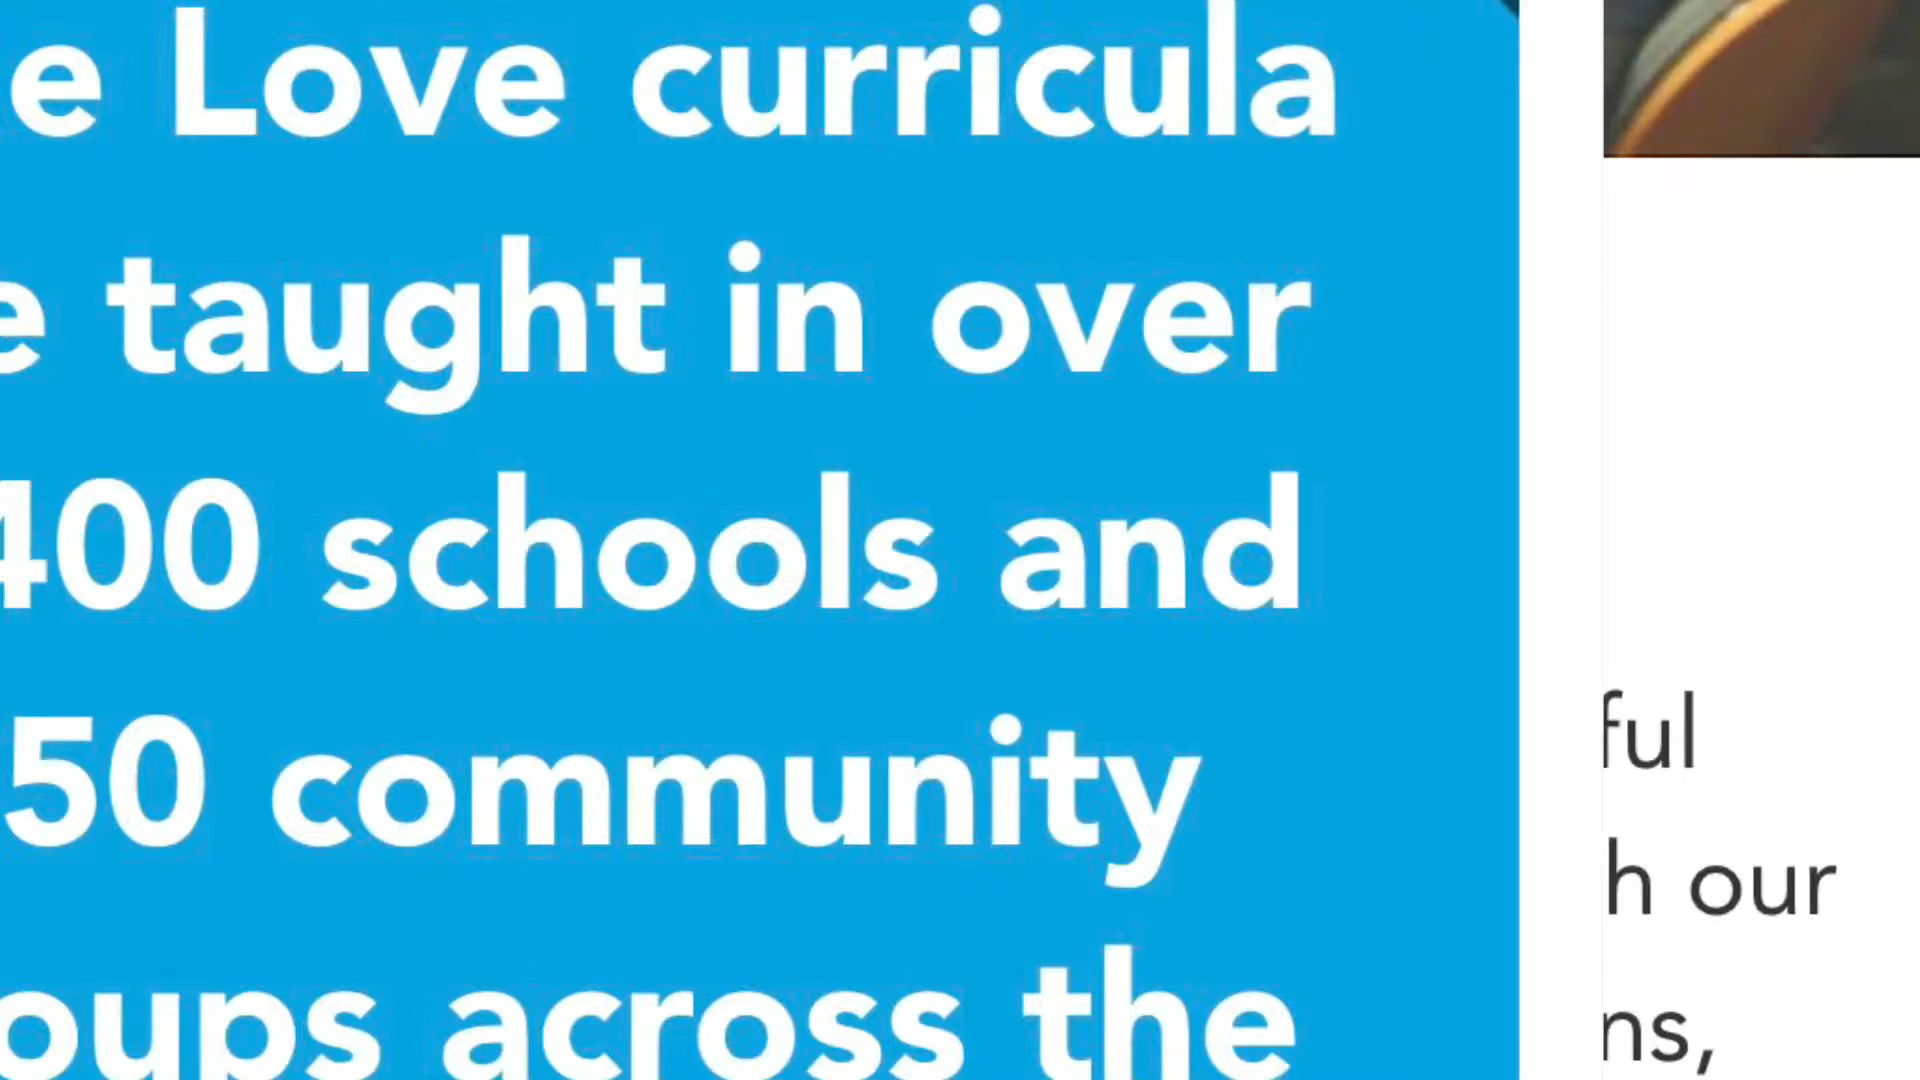 e Love curricula
e taught in over
400 schools and
50 community
oups across the
ful
h our
ns,